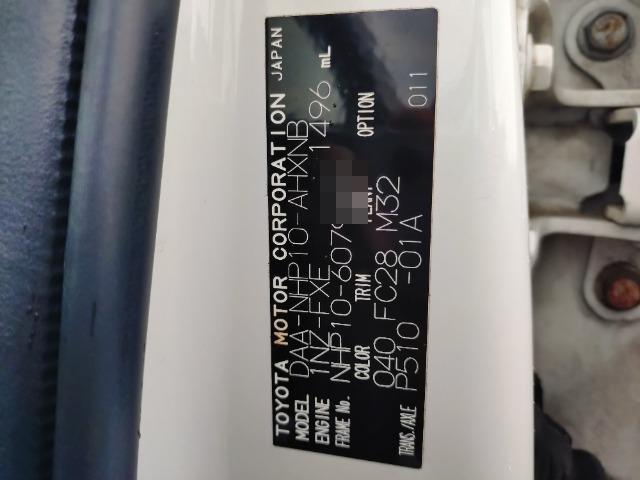 TOYOTA MOTOR CORPORATION JAPAN
MODEL DAA-NHP10-AHXNB
ENGINE 1NZ-FXE 1496 mL
FRAME No. NHP10-607
COLOR TRIM PLANT OPTION
040 FC28 M32 011
TRANS./AXLE P510 -01A